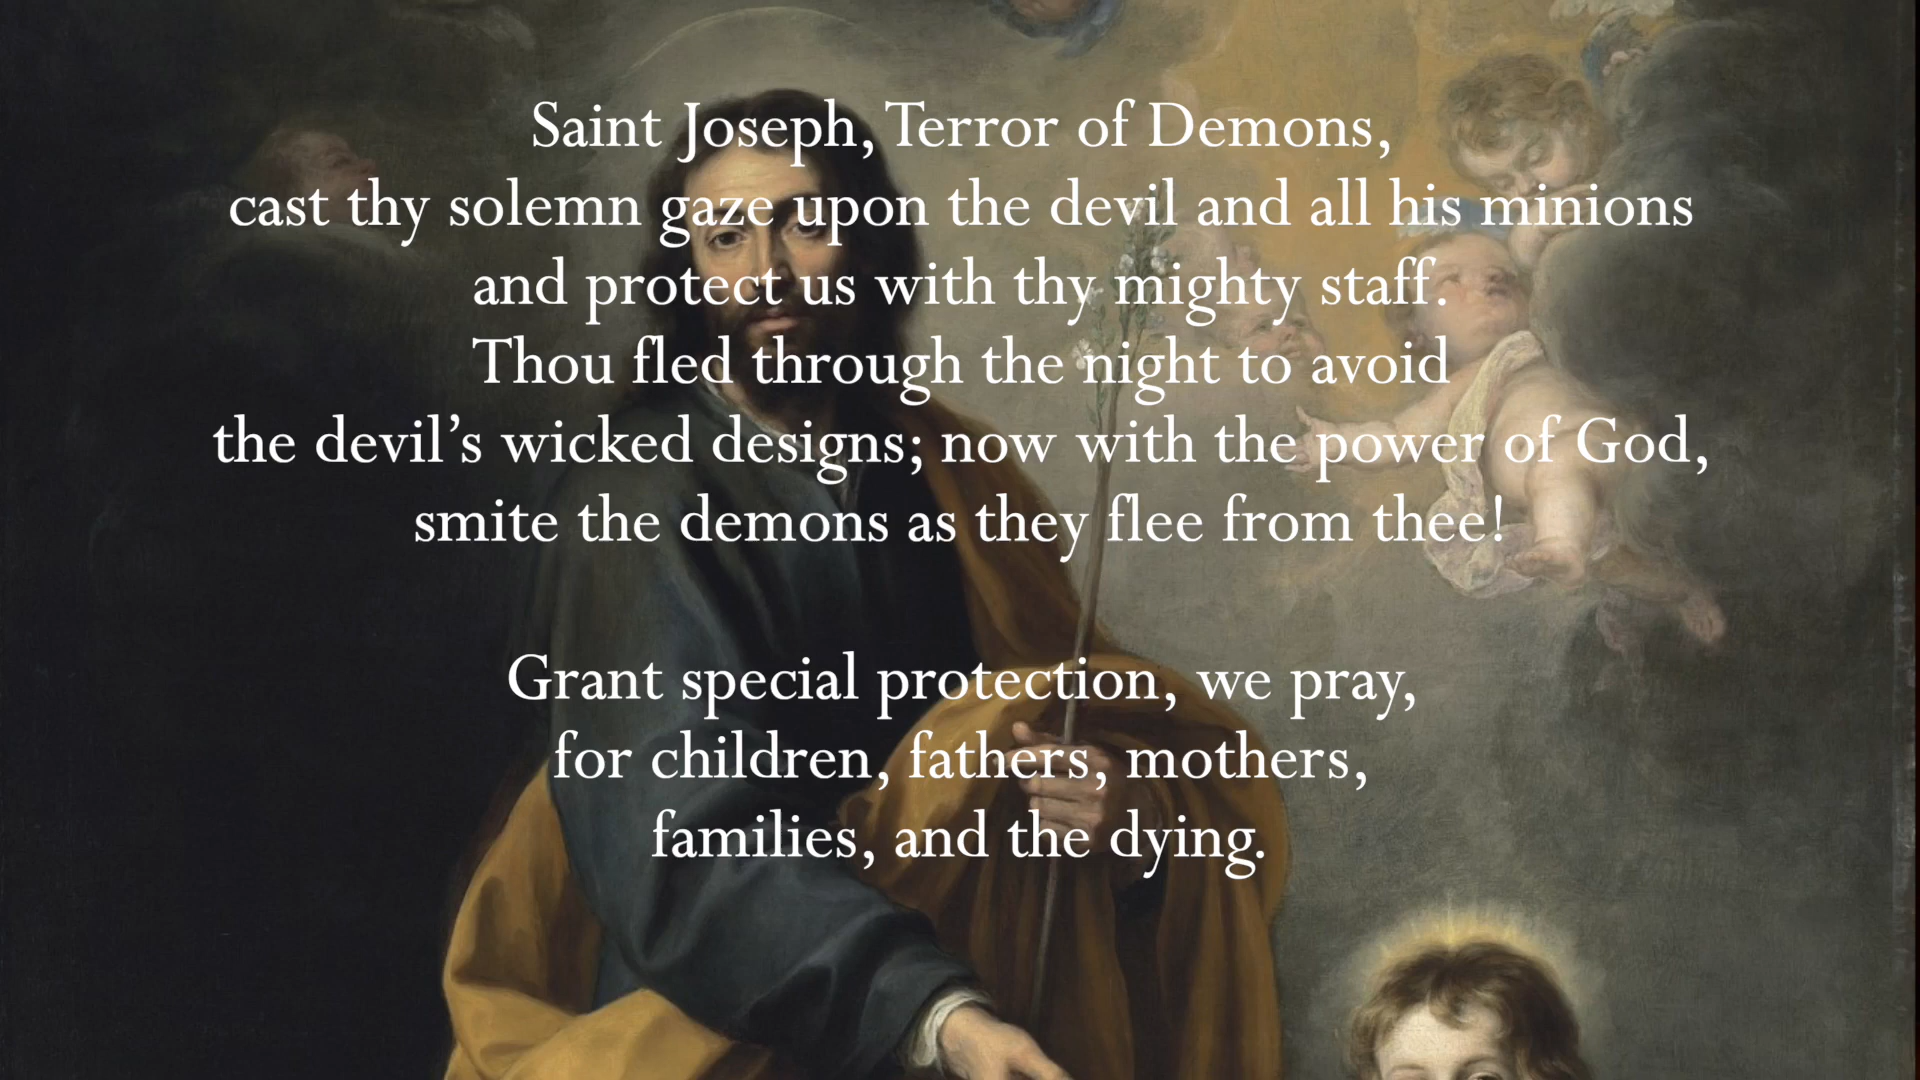 Saint Joseph, Terror of Demons,
cast thy solemn gaze upon the devil and all his minions
and protect us with thy mighty staff.
Thou fled through the night to avoid
the devil’s wicked designs; now with the power of God,
smite the demons as they flee from thee!
Grant special protection, we pray,
for children, fathers, mothers,
families, and the dying.